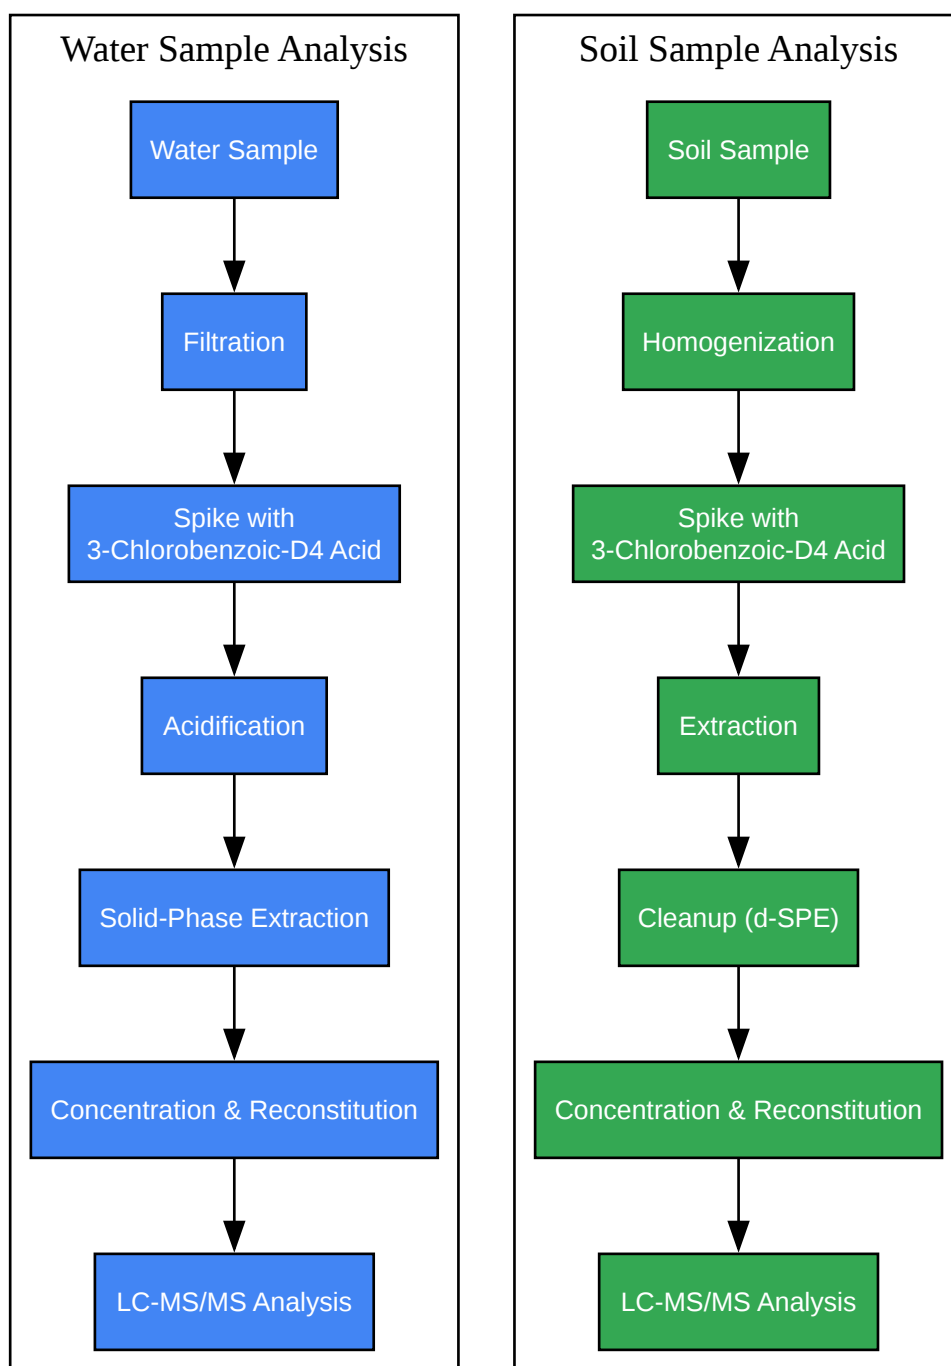 Water Sample Analysis
Water Sample
Filtration
Spike with
3-Chlorobenzoic-D4 Acid
Acidification
Solid-Phase Extraction
Concentration & Reconstitution
LC-MS/MS Analysis
Soil Sample Analysis
Soil Sample
Homogenization
Spike with
3-Chlorobenzoic-D4 Acid
Extraction
Cleanup (d-SPE)
Concentration & Reconstitution
LC-MS/MS Analysis